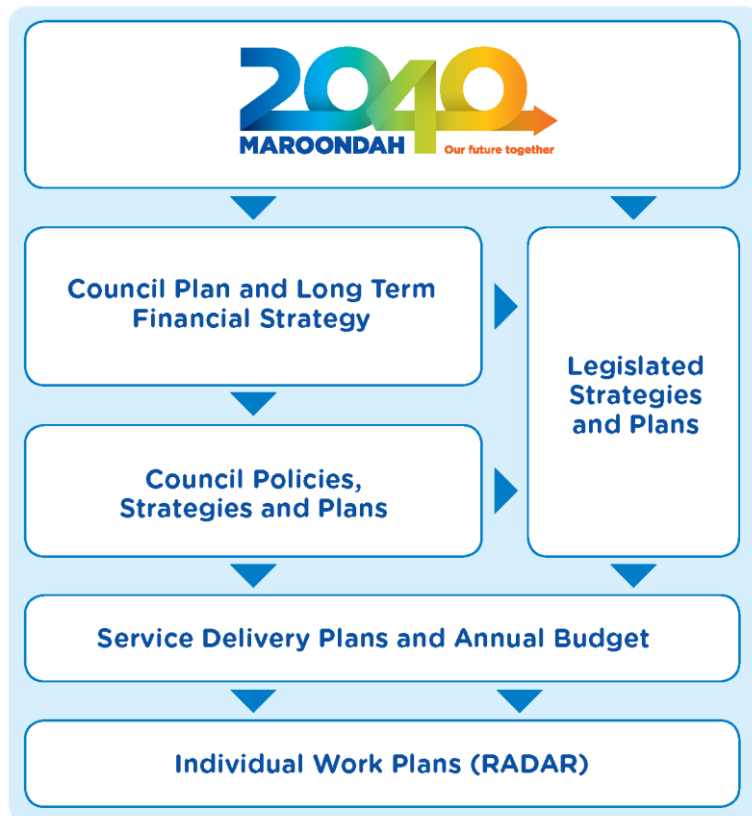 2040
MAROONDAH
Our future together
Council Plan and Long Term
Financial Strategy
Legislated
Strategies
and Plans
Council Policies,
Strategies and Plans
Service Delivery Plans and Annual Budget
Individual Work Plans (RADAR)